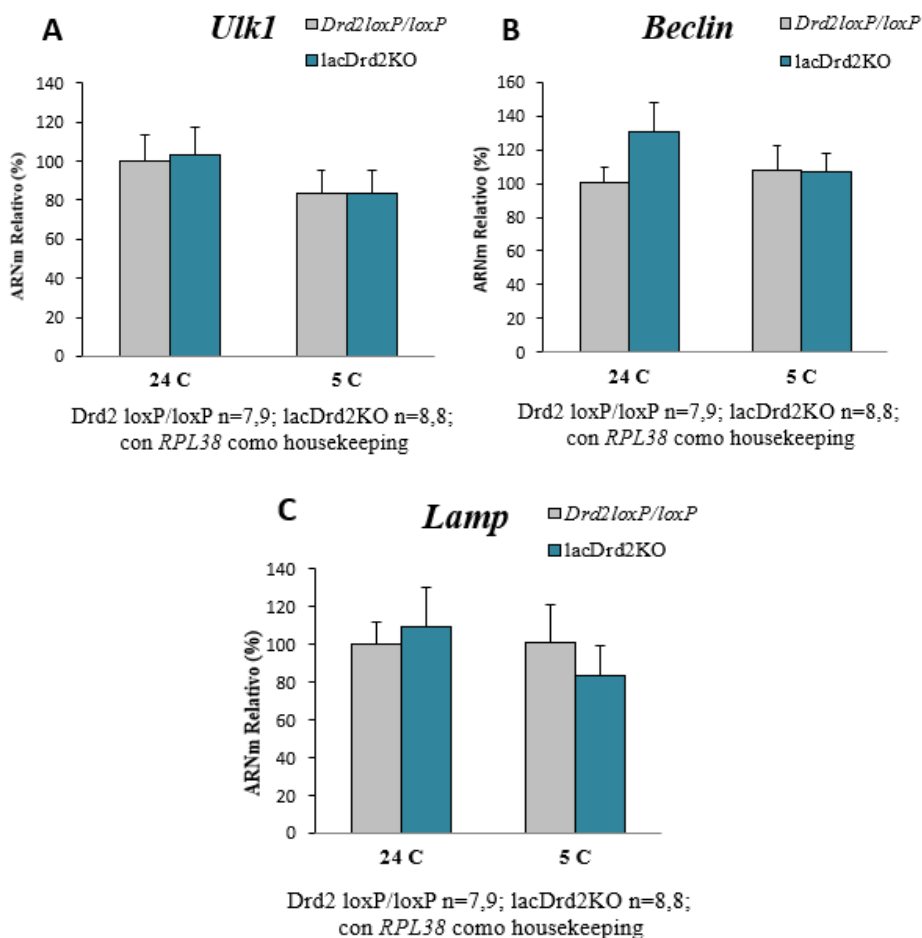 A
Ulk1
Drd2loxP/loxP
lacDrd2KO
ARNm Relativo (%)
140
120
100
80
60
40
20
0
24 C
5 C
Drd2 loxP/loxP n=7,9; lacDrd2KO n=8,8;
con RPL38 como housekeeping
B
Beclin
Drd2loxP/loxP
lacDrd2KO
ARNm Relativo (%)
160
140
120
100
80
60
40
20
0
24 C
5 C
Drd2 loxP/loxP n=7,9; lacDrd2KO n=8,8;
con RPL38 como housekeeping
C
Lamp
Drd2loxP/loxP
lacDrd2KO
ARNm Relativo (%)
140
120
100
80
60
40
20
0
24 C
5 C
Drd2 loxP/loxP n=7,9; lacDrd2KO n=8,8;
con RPL38 como housekeeping